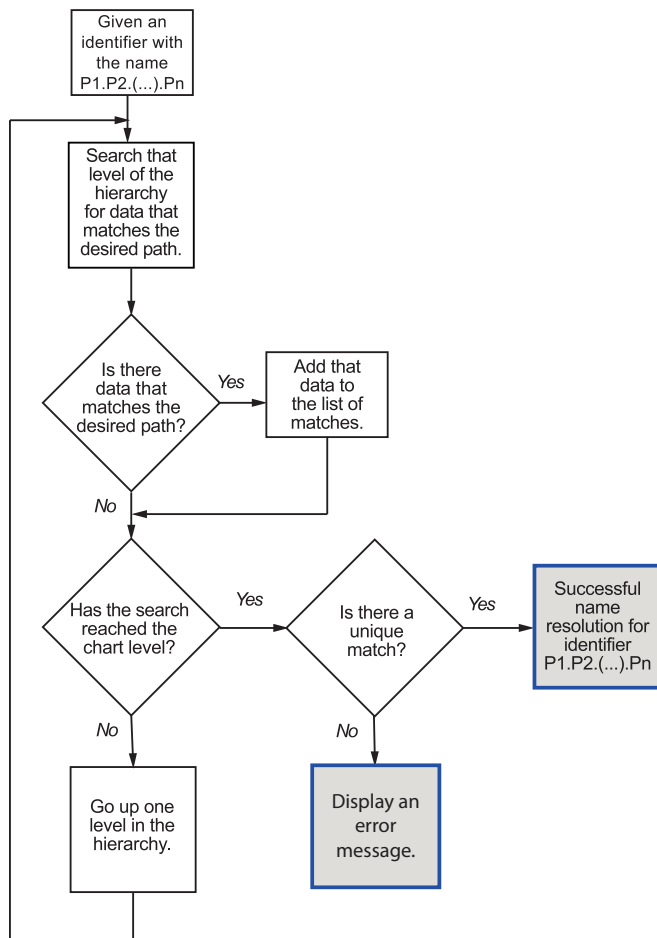 Given an
identifier with
the name
P1.P2.(...).Pn
Search that
level of the
hierarchy
for data that
matches the
desired path.
Is there
data that
matches the
desired path?
Yes
Add that
data to
the list of
matches.
No
Has the search
reached the
chart level?
Yes
Is there a
unique
match?
Yes
Successful
name
resolution for
identifier
P1.P2.(...).Pn
No
No
Go up one
level in the
hierarchy.
Display an
error
message.